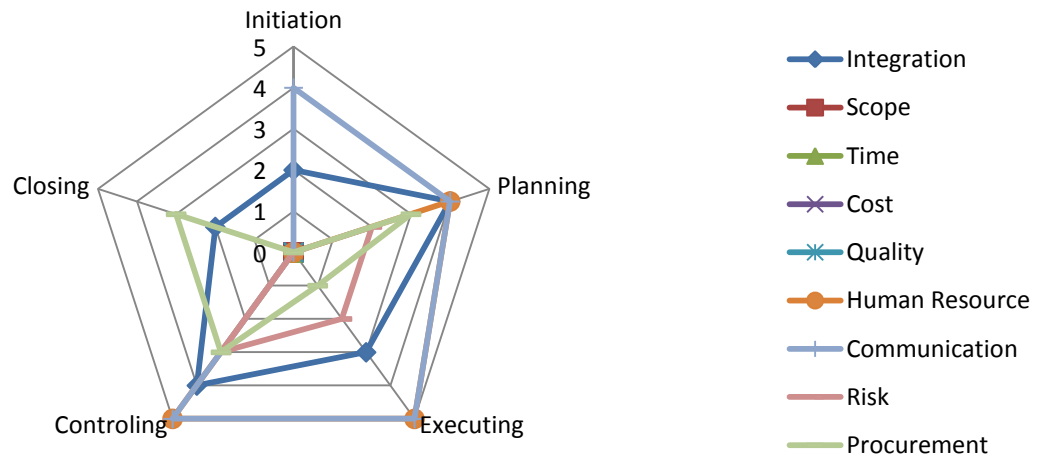 Initiation
5
4
3
2
1
0
Closing
Planning
Controling
Executing
Integration
Scope
Time
Cost
Quality
Human Resource
Communication
Risk
Procurement